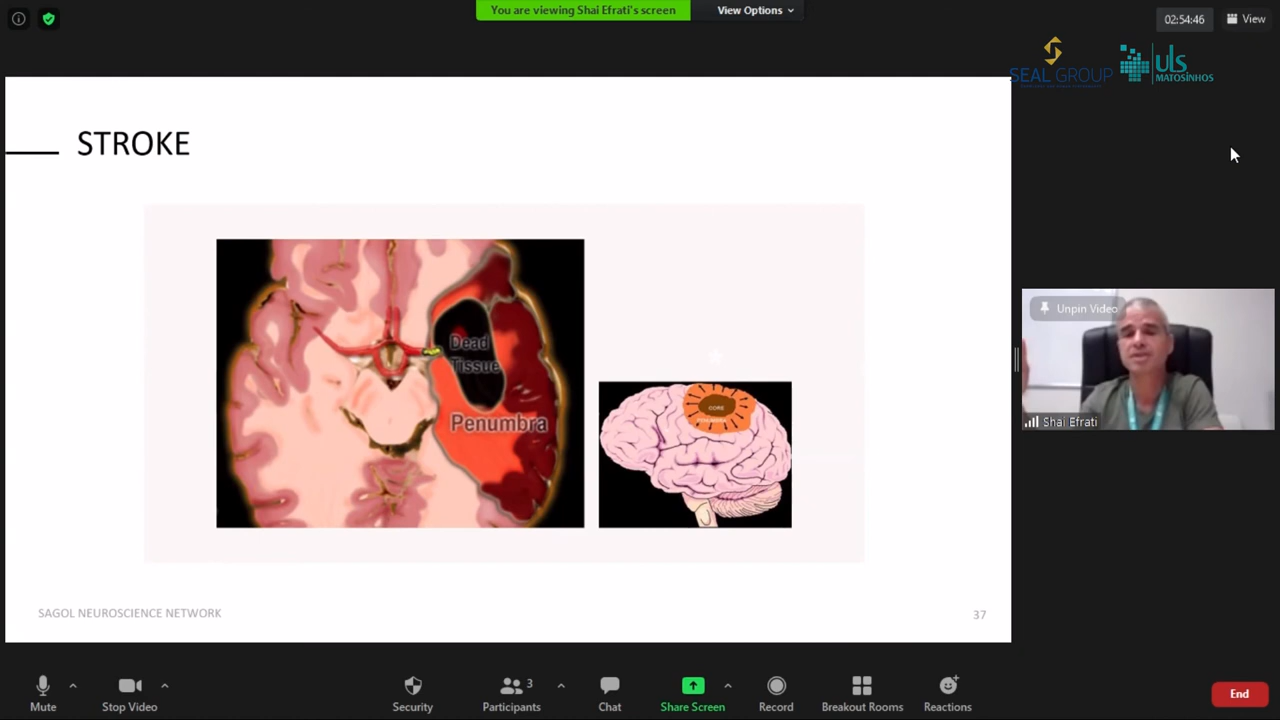 You are viewing Shai Efrati's screen
View Options
02:54:46
View
SEAL GROUP
uls
MATOSINHOS
STROKE
Dead
Tissue
Penumbra
CORE
Unpin Video
Shai Efrati
SAGOL NEUROSCIENCE NETWORK
37
Mute
Stop Video
Security
Participants
3
Chat
Share Screen
Record
Breakout Rooms
Reactions
End